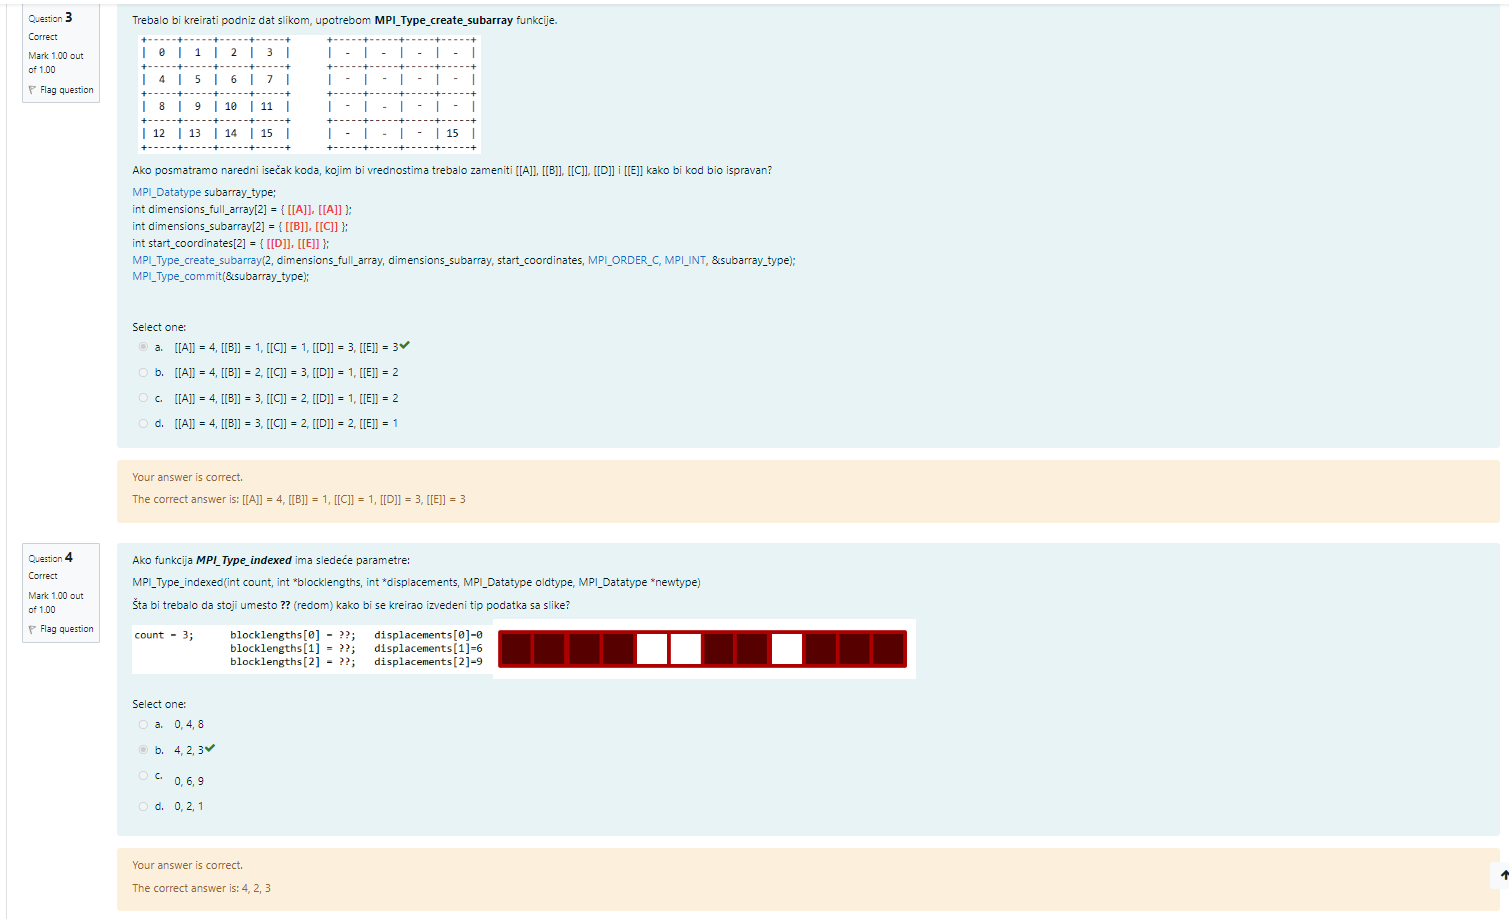 Question 3
Correct
Mark 1.00 out
of 1.00
Flag question
Trebalo bi kreirati podniz dat slikom, upotrebom MPI_Type_create_subarray funkcije.
+-----+-----+-----+-----+ +-----+-----+-----+-----+
| 0 | 1 | 2 | 3 | | - | - | - | - |
+-----+-----+-----+-----+ +-----+-----+-----+-----+
| 4 | 5 | 6 | 7 | | - | - | - | - |
+-----+-----+-----+-----+ +-----+-----+-----+-----+
| 8 | 9 | 10 | 11 | | - | - | - | - |
+-----+-----+-----+-----+ +-----+-----+-----+-----+
| 12 | 13 | 14 | 15 | | - | - | - | 15 |
+-----+-----+-----+-----+ +-----+-----+-----+-----+
Ako posmatramo naredni isečak koda, kojim bi vrednostima trebalo zameniti [[A]], [[B]], [[C]], [[D]] i [[E]] kako bi kod bio ispravan?
MPI_Datatype subarray_type;
int dimensions_full_array[2] = { [[A]], [[A]] };
int dimensions_subarray[2] = { [[B]], [[C]] };
int start_coordinates[2] = { [[D]], [[E]] };
MPI_Type_create_subarray(2, dimensions_full_array, dimensions_subarray, start_coordinates, MPI_ORDER_C, MPI_INT, &subarray_type);
MPI_Type_commit(&subarray_type);
Select one:
a. [[A]] = 4, [[B]] = 1, [[C]] = 1, [[D]] = 3, [[E]] = 3
b. [[A]] = 4, [[B]] = 2, [[C]] = 3, [[D]] = 1, [[E]] = 2
c. [[A]] = 4, [[B]] = 3, [[C]] = 2, [[D]] = 1, [[E]] = 2
d. [[A]] = 4, [[B]] = 3, [[C]] = 2, [[D]] = 2, [[E]] = 1
Your answer is correct.
The correct answer is: [[A]] = 4, [[B]] = 1, [[C]] = 1, [[D]] = 3, [[E]] = 3
Question 4
Correct
Mark 1.00 out
of 1.00
Flag question
Ako funkcija MPI_Type_indexed ima sledeće parametre:
MPI_Type_indexed(int count, int *blocklengths, int *displacements, MPI_Datatype oldtype, MPI_Datatype *newtype)
Šta bi trebalo da stoji umesto ?? (redom) kako bi se kreirao izvedeni tip podatka sa slike?
count = 3; blocklengths[0] = ??; displacements[0]=0
blocklengths[1] = ??; displacements[1]=6
blocklengths[2] = ??; displacements[2]=9
Select one:
a. 0, 4, 8
b. 4, 2, 3
c. 0, 6, 9
d. 0, 2, 1
Your answer is correct.
The correct answer is: 4, 2, 3